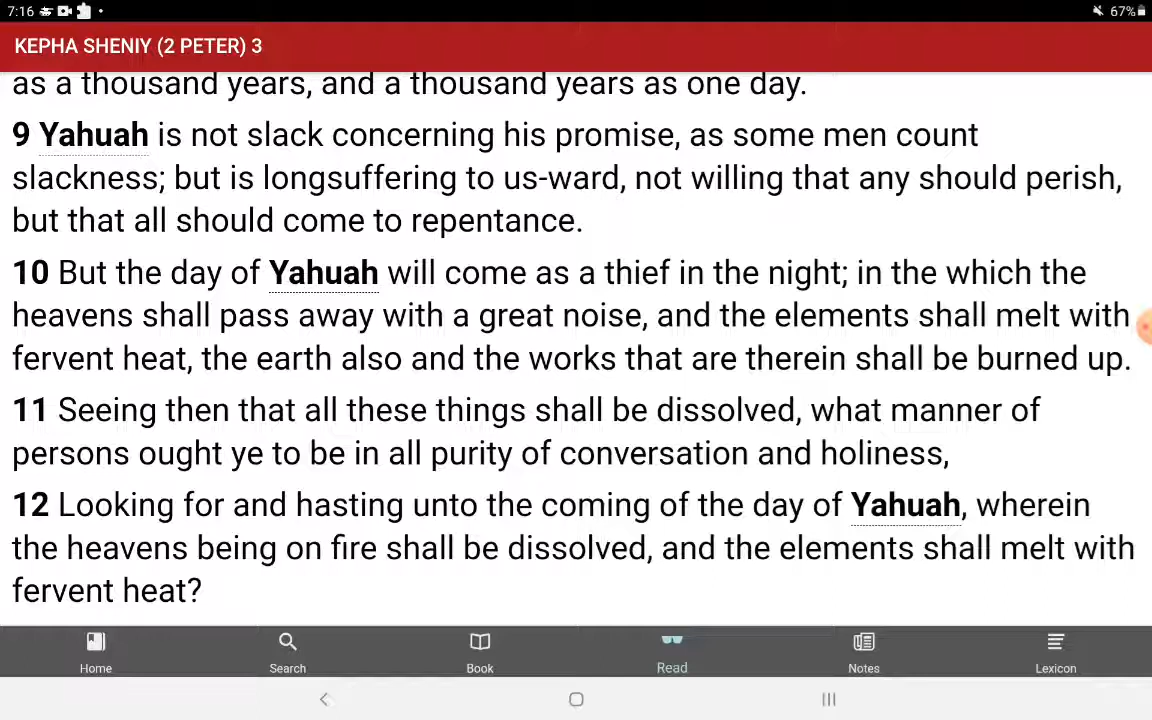 7:16
67%
KEPHA SHENIY (2 PETER) 3
as a thousand years, and a thousand years as one day.
9 Yahuah is not slack concerning his promise, as some men count
slackness; but is longsuffering to us-ward, not willing that any should perish,
but that all should come to repentance.
10 But the day of Yahuah will come as a thief in the night; in the which the
heavens shall pass away with a great noise, and the elements shall melt with
fervent heat, the earth also and the works that are therein shall be burned up.
11 Seeing then that all these things shall be dissolved, what manner of
persons ought ye to be in all purity of conversation and holiness,
12 Looking for and hasting unto the coming of the day of Yahuah, wherein
the heavens being on fire shall be dissolved, and the elements shall melt with
fervent heat?
Home
Search
Book
Read
Notes
Lexicon